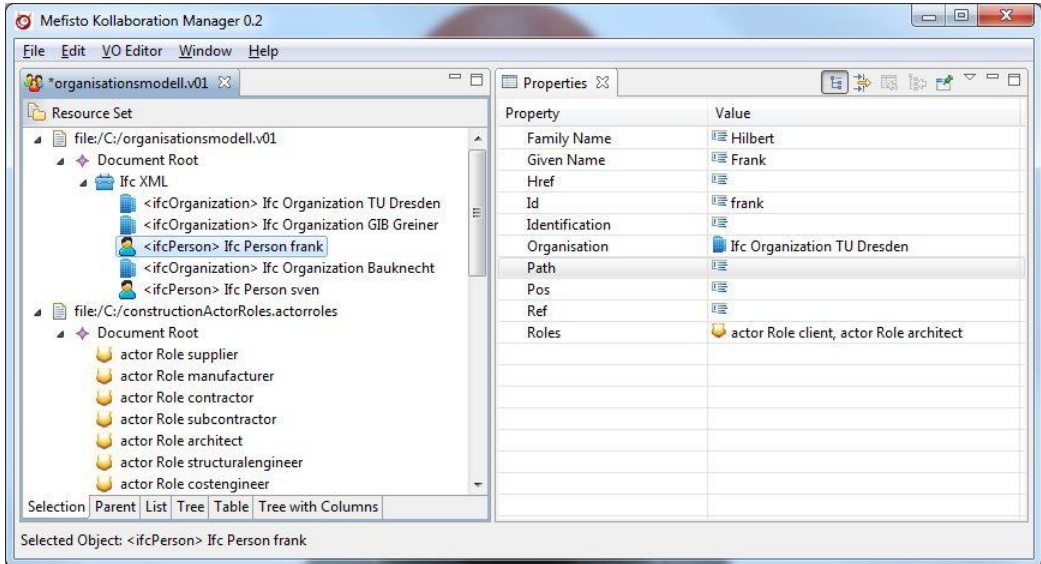 Mefisto Kollaboration Manager 0.2
File Edit VO Editor Window Help
*organisationsmodell.v01
Resource Set
file:/C:/organisationsmodell.v01
Document Root
Ifc XML
<ifcOrganization> Ifc Organization TU Dresden
<ifcOrganization> Ifc Organization GIB Greiner
<ifcPerson> Ifc Person frank
<ifcOrganization> Ifc Organization Bauknecht
<ifcPerson> Ifc Person sven
file:/C:/constructionActorRoles.actorroles
Document Root
actor Role supplier
actor Role manufacturer
actor Role contractor
actor Role subcontractor
actor Role architect
actor Role structuralengineer
actor Role costengineer
Selection Parent List Tree Table Tree with Columns
Properties
Property Value
Family Name Hilbert
Given Name Frank
Href
Id frank
Identification
Organisation Ifc Organization TU Dresden
Path
Pos
Ref
Roles actor Role client, actor Role architect
Selected Object: <ifcPerson> Ifc Person frank